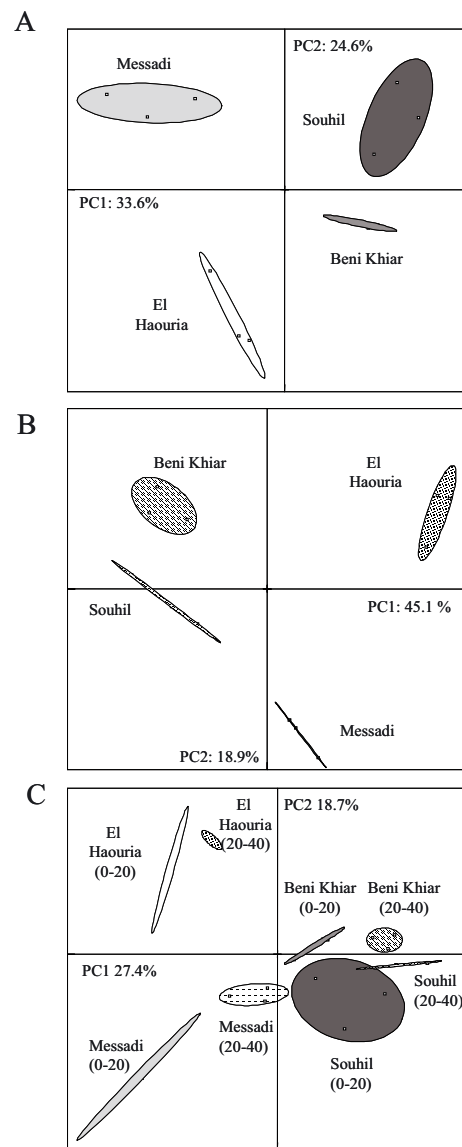 A
Messadi
PC2: 24.6%
Souhil
PC1: 33.6%
Beni Khiar
El
Haouria
B
Beni Khiar
El
Haouria
Souhil
PC1: 45.1 %
Messadi
PC2: 18.9%
C
El
Haouria
(0-20)
El
Haouria
(20-40)
PC2 18.7%
Beni Khiar
(0-20)
Beni Khiar
(20-40)
PC1 27.4%
Messadi
(0-20)
Messadi
(20-40)
Souhil
(20-40)
Souhil
(0-20)